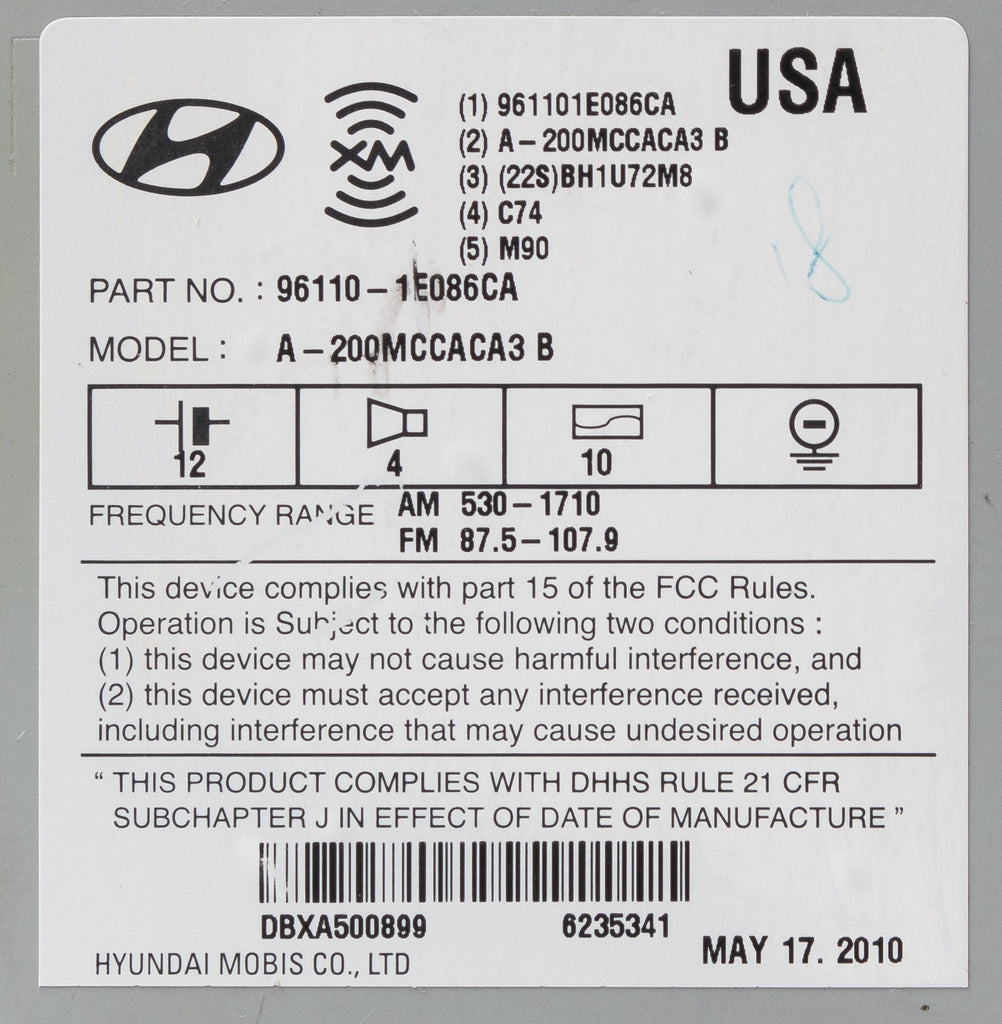 USA
XM
(1) 961101E086CA
(2) A-200MCCACA3 B
(3) (22S)BH1U72M8
(4) C74
(5) M90
18
PART NO. : 96110-1E086CA
MODEL : A-200MCCACA3 B
12 4 10
FREQUENCY RANGE AM 530-1710
FM 87.5-107.9
This device complies with part 15 of the FCC Rules.
Operation is Subject to the following two conditions :
(1) this device may not cause harmful interference, and
(2) this device must accept any interference received,
including interference that may cause undesired operation
“ THIS PRODUCT COMPLIES WITH DHHS RULE 21 CFR
SUBCHAPTER J IN EFFECT OF DATE OF MANUFACTURE ”
DBXA500899 6235341
HYUNDAI MOBIS CO., LTD MAY 17. 2010